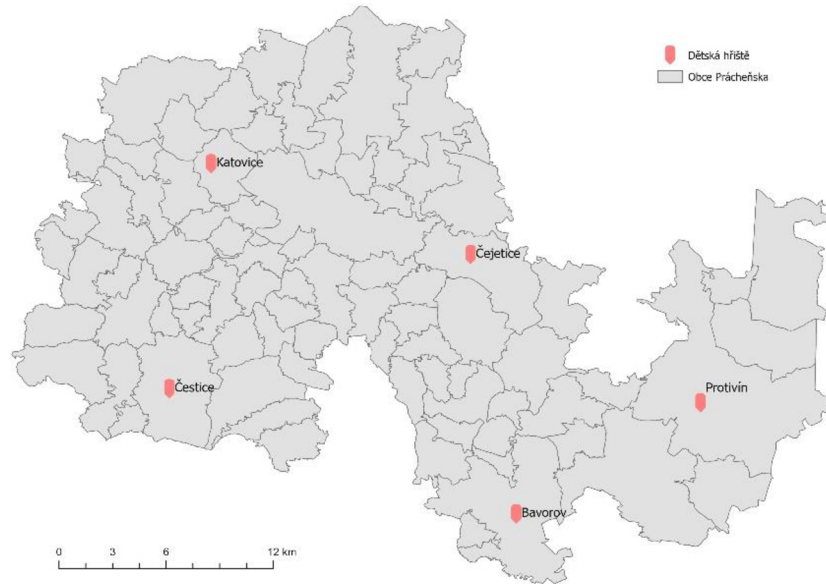 Dětská hřiště
Obce Prácheňska
Katovice
Čejetice
Čestice
Protivín
Bavorov
0 3 6 12 km